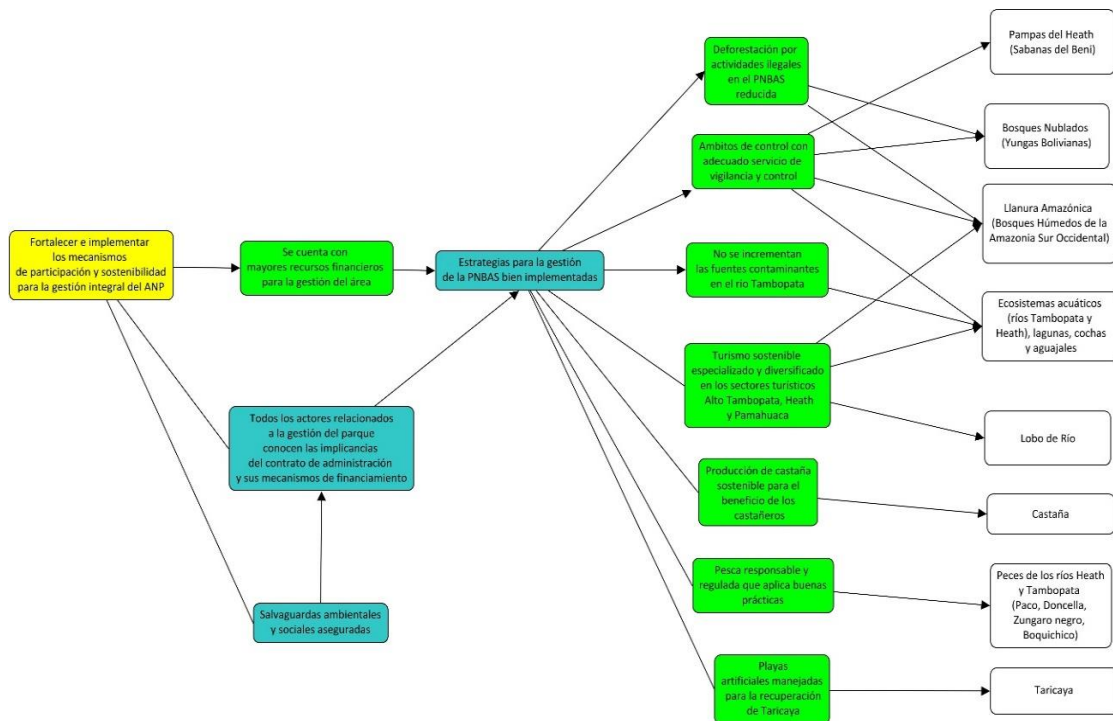 Fortalecer e implementar
los mecanismos
de participación y sostenibilidad
para la gestión integral del ANP
Se cuenta con
mayores recursos financieros
para la gestión del área
Todos los actores relacionados
a la gestión del parque
conocen las implicancias
del contrato de administración
y sus mecanismos de financiamiento
Salvaguardas ambientales
y sociales aseguradas
Estrategias para la gestión
de la PNBAS bien implementadas
Deforestación por
actividades ilegales
en el PNBAS
reducida
Ambitos de control con
adecuado servicio de
vigilancia y control
No se incrementan
las fuentes contaminantes
en el río Tambopata
Turismo sostenible
especializado y diversificado
en los sectores turísticos
Alto Tambopata, Heath
y Pamahuaca
Producción de castaña
sostenible para el
beneficio de los
castañeros
Pesca responsable y
regulada que aplica buenas
prácticas
Playas
artificiales manejadas
para la recuperación
de Taricaya
Pampas del Heath
(Sabanas del Beni)
Bosques Nublados
(Yungas Bolivianas)
Llanura Amazónica
(Bosques Húmedos de la
Amazonia Sur Occidental)
Ecosistemas acuáticos
(ríos Tambopata y
Heath), lagunas, cochas
y aguajales
Lobo de Río
Castaña
Peces de los ríos Heath
y Tambopata
(Paco, Doncella,
Zungaro negro,
Boquichico)
Taricaya